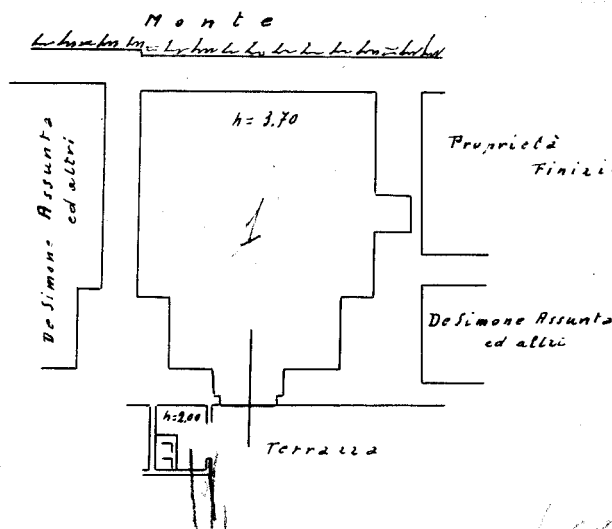 Monte
h = 3,70
Proprietà
Finizi
De Simone Assunta
ed altri
1
De Simone Assunta
ed altri
h=2,00
Terrazza